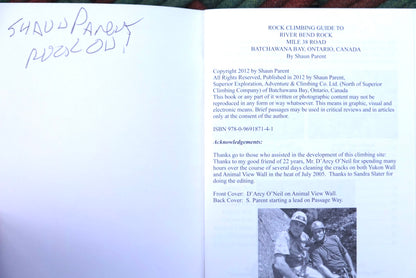 SHAUN PARENT
ROCK ON!
ROCK CLIMBING GUIDE TO
RIVER BEND ROCK
MILE 38 ROAD
BATCHAWANA BAY, ONTARIO, CANADA
By Shaun Parent
Copyright 2012 by Shaun Parent
All Rights Reserved, Published in 2012 by Shaun Parent,
Superior Exploration, Adventure & Climbing Co. Ltd. (North of Superior
Climbing Company) of Batchawana Bay, Ontario, Canada
This book or any part of it written or photographic content may not be
reproduced in any form or way whatsoever. This means in graphic, visual and
electronic means. Brief passages may be used in critical reviews and in articles
only at the consent of the author.
ISBN 978-0-9691871-4-1
Acknowledgements:
Thanks go to those who assisted in the development of this climbing site:
Thanks to my good friend of 22 years, Mr. D'Arcy O'Neil for spending many
hours over the course of several days cleaning the cracks on both Yukon Wall
and Animal View Wall in the heat of July 2005. Thanks to Sandra Slater for
doing the editing.
Front Cover: D'Arcy O'Neil on Animal View Wall.
Back Cover: S. Parent starting a lead on Passage Way.